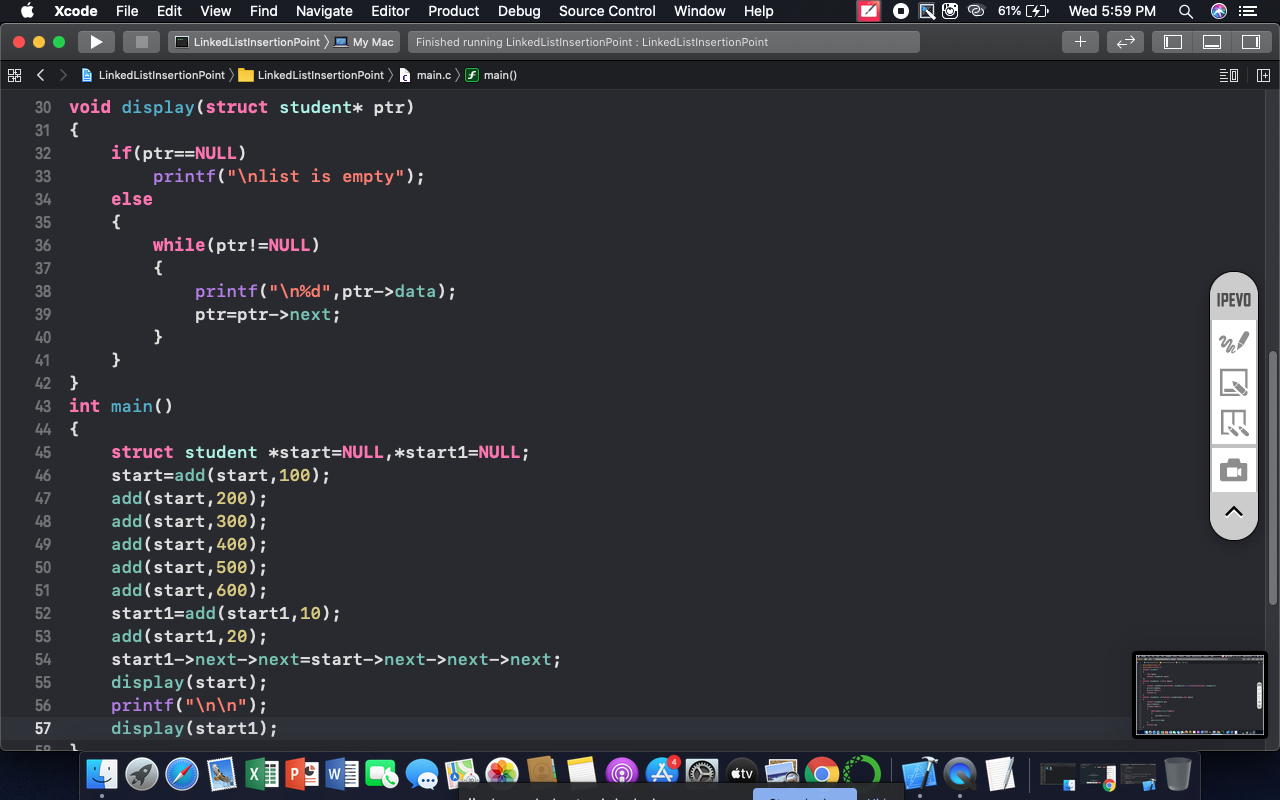 Xcode File Edit View Find Navigate Editor Product Debug Source Control Window Help 61% Wed 5:59 PM
LinkedListInsertionPoint 〉 My Mac Finished running LinkedListInsertionPoint : LinkedListInsertionPoint
LinkedListInsertionPoint 〉 LinkedListInsertionPoint 〉 main.c 〉 main()
30 void display(struct student* ptr)
31 {
32 if(ptr==NULL)
33 printf("\nlist is empty");
34 else
35 {
36 while(ptr!=NULL)
37 {
38 printf("\n%d",ptr->data);
39 ptr=ptr->next;
40 }
41 }
42 }
43 int main()
44 {
45 struct student *start=NULL,*start1=NULL;
46 start=add(start,100);
47 add(start,200);
48 add(start,300);
49 add(start,400);
50 add(start,500);
51 add(start,600);
52 start1=add(start1,10);
53 add(start1,20);
54 start1->next->next=start->next->next->next;
55 display(start);
56 printf("\n\n");
57 display(start1);
58 }
IPEVO
4
tv